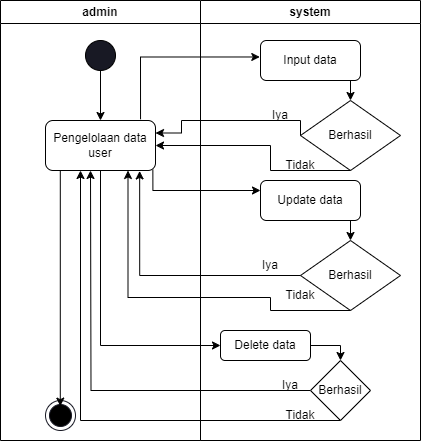 admin
system
Input data
Iya
Berhasil
Pengelolaan data
user
Tidak
Update data
Iya
Berhasil
Tidak
Delete data
Iya
Berhasil
Tidak